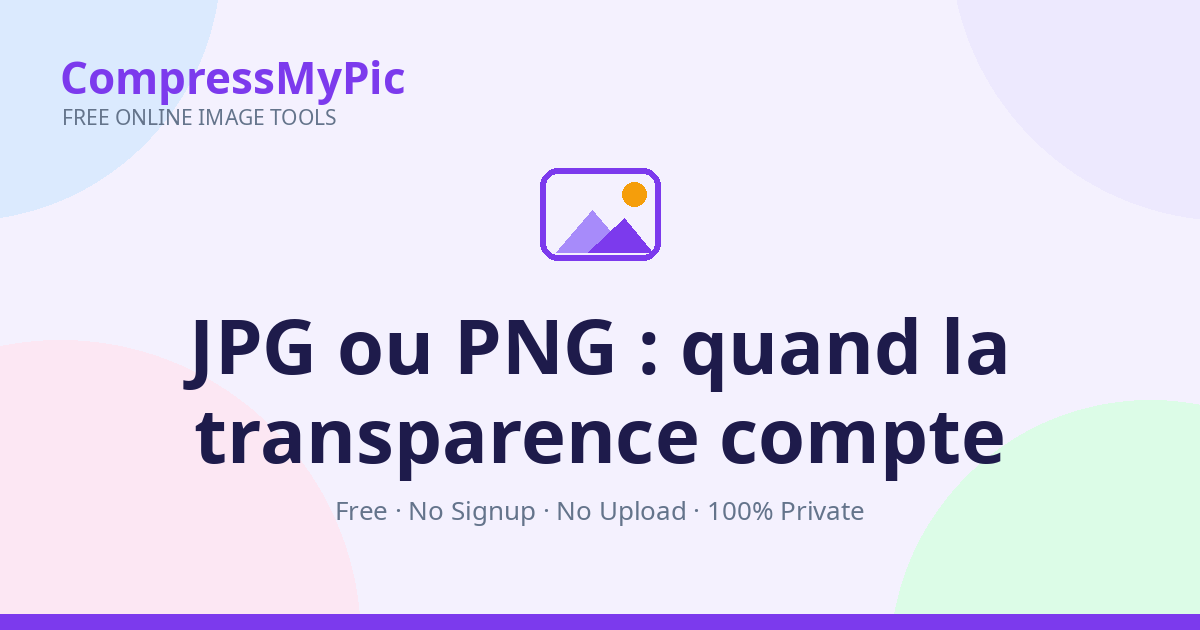 CompressMyPic
FREE ONLINE IMAGE TOOLS
JPG ou PNG : quand la
transparence compte
Free · No Signup · No Upload · 100% Private